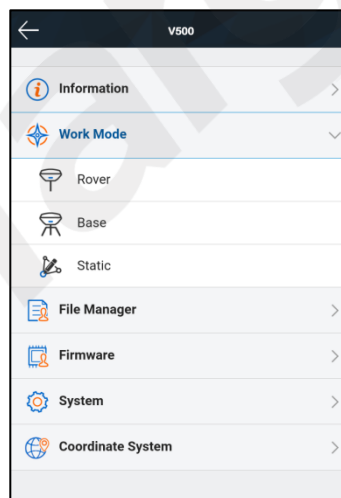 V500
Information
Work Mode
Rover
Base
Static
File Manager
Firmware
System
Coordinate System